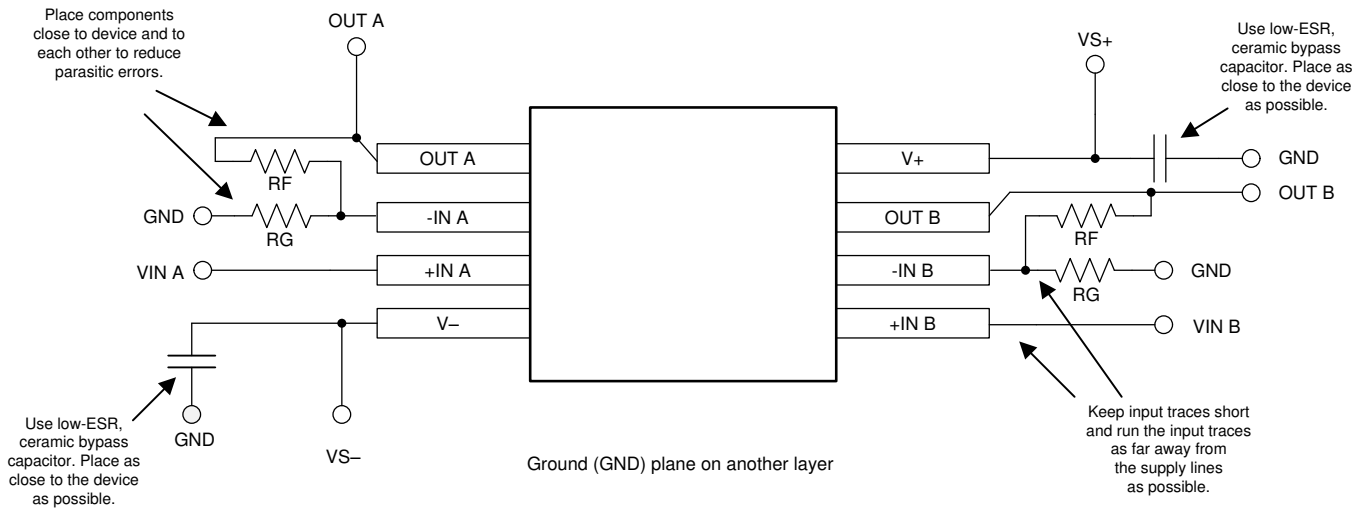 Place components
close to device and to
each other to reduce
parasitic errors.
OUT A
VS+
Use low-ESR,
ceramic bypass
capacitor. Place as
close to the device
as possible.
OUT A
V+
GND
RF
OUT B
GND
-IN A
OUT B
RG
RF
VIN A
+IN A
-IN B
GND
RG
V–
+IN B
VIN B
Use low-ESR,
ceramic bypass
capacitor. Place as
close to the device
as possible.
GND
VS–
Ground (GND) plane on another layer
Keep input traces short
and run the input traces
as far away from
the supply lines
as possible.